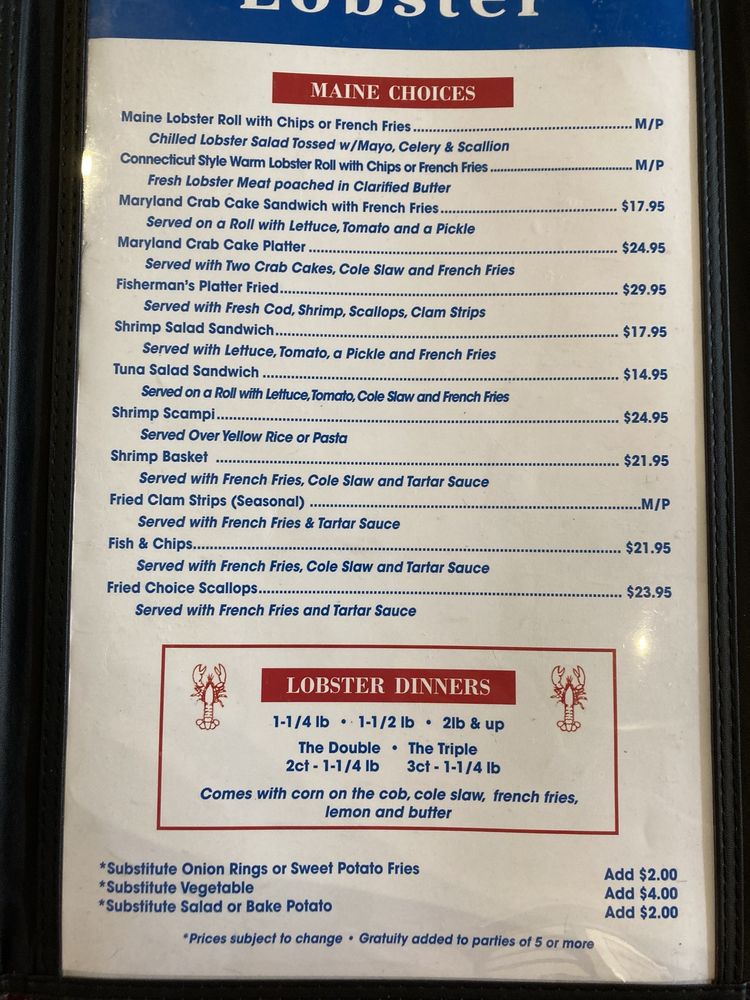 Lobster
MAINE CHOICES
Maine Lobster Roll with Chips or French Fries M/P
Chilled Lobster Salad Tossed w/Mayo, Celery & Scallion
Connecticut Style Warm Lobster Roll with Chips or French Fries M/P
Fresh Lobster Meat poached in Clarified Butter
Maryland Crab Cake Sandwich with French Fries $17.95
Served on a Roll with Lettuce, Tomato and a Pickle
Maryland Crab Cake Platter $24.95
Served with Two Crab Cakes, Cole Slaw and French Fries
Fisherman's Platter Fried $29.95
Served with Fresh Cod, Shrimp, Scallops, Clam Strips
Shrimp Salad Sandwich $17.95
Served with Lettuce, Tomato, a Pickle and French Fries
Tuna Salad Sandwich $14.95
Served on a Roll with Lettuce, Tomato, Cole Slaw and French Fries
Shrimp Scampi $24.95
Served Over Yellow Rice or Pasta
Shrimp Basket $21.95
Served with French Fries, Cole Slaw and Tartar Sauce
Fried Clam Strips (Seasonal) M/P
Served with French Fries & Tartar Sauce
Fish & Chips $21.95
Served with French Fries, Cole Slaw and Tartar Sauce
Fried Choice Scallops $23.95
Served with French Fries and Tartar Sauce
LOBSTER DINNERS
1-1/4 lb • 1-1/2 lb • 2lb & up
The Double • The Triple
2ct - 1-1/4 lb 3ct - 1-1/4 lb
Comes with corn on the cob, cole slaw, french fries,
lemon and butter
*Substitute Onion Rings or Sweet Potato Fries Add $2.00
*Substitute Vegetable Add $4.00
*Substitute Salad or Bake Potato Add $2.00
*Prices subject to change • Gratuity added to parties of 5 or more